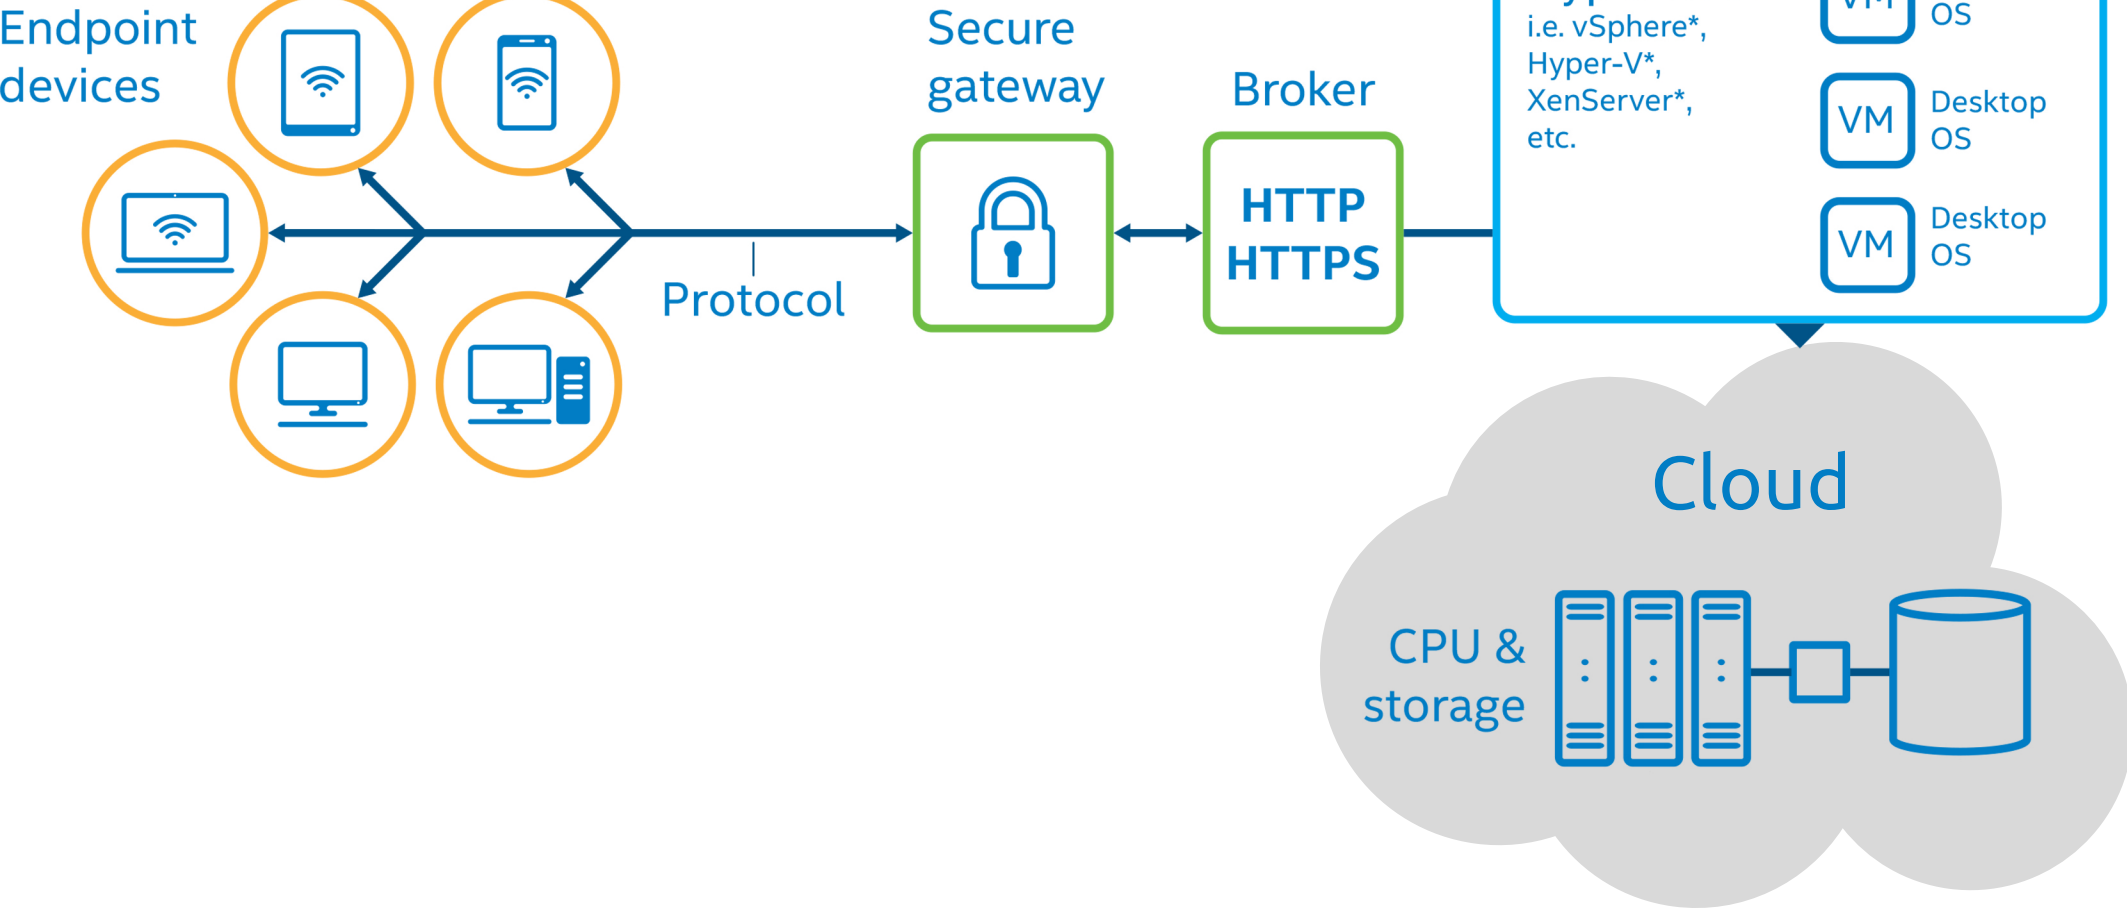 Endpoint
devices
Secure
gateway
Broker
HTTP
HTTPS
Protocol
i.e. vSphere*,
Hyper-V*,
XenServer*,
etc.
VM
OS
VM
Desktop
OS
VM
Desktop
OS
Cloud
CPU &
storage